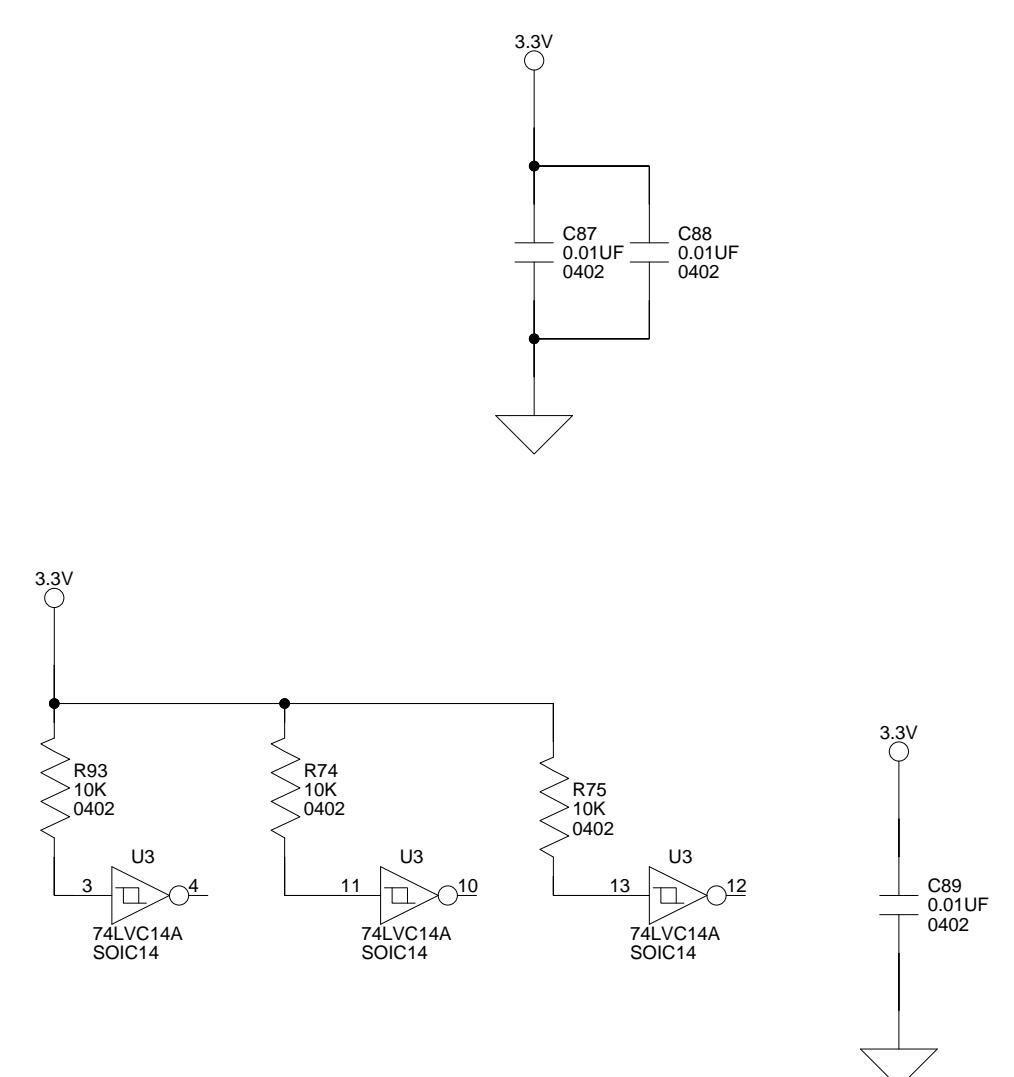 3.3V
C87
0.01UF
0402
C88
0.01UF
0402
3.3V
R93
10K
0402
R74
10K
0402
R75
10K
0402
3.3V
U3
3
4
74LVC14A
SOIC14
U3
11
10
74LVC14A
SOIC14
U3
13
12
74LVC14A
SOIC14
C89
0.01UF
0402